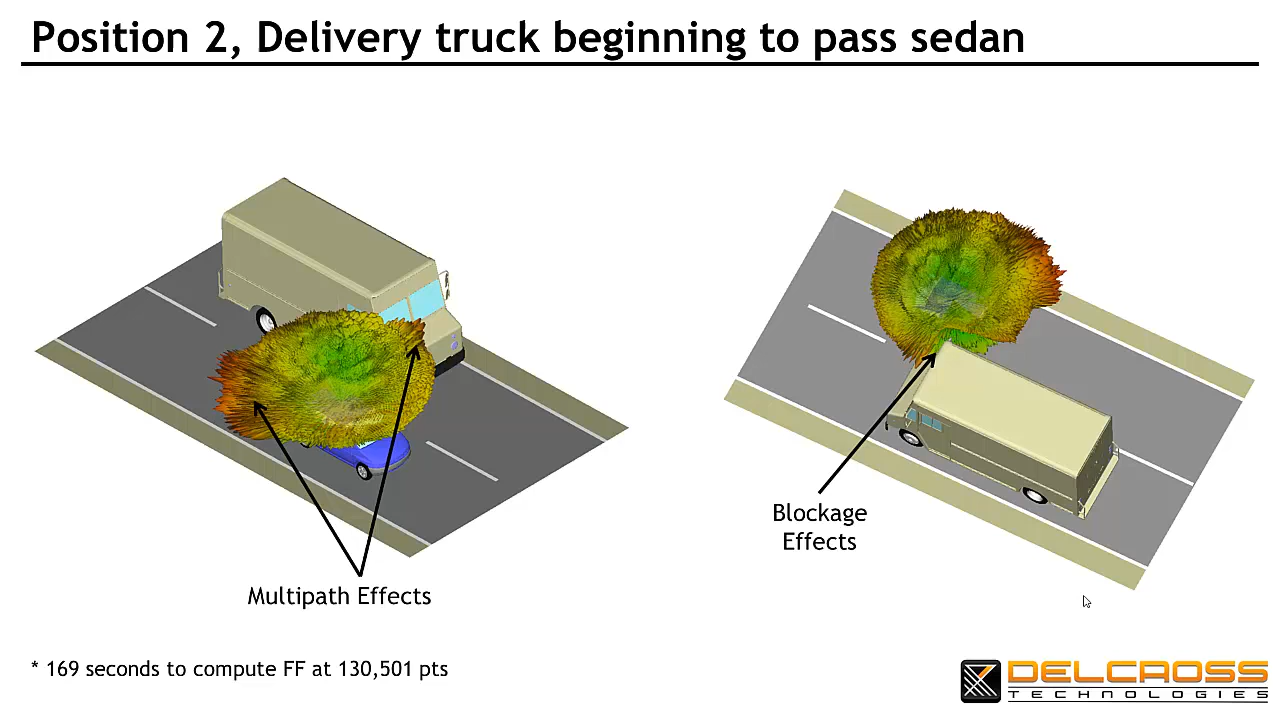 Position 2, Delivery truck beginning to pass sedan
Multipath Effects
Blockage
Effects
* 169 seconds to compute FF at 130,501 pts
DELCROSS
TECHNOLOGIES